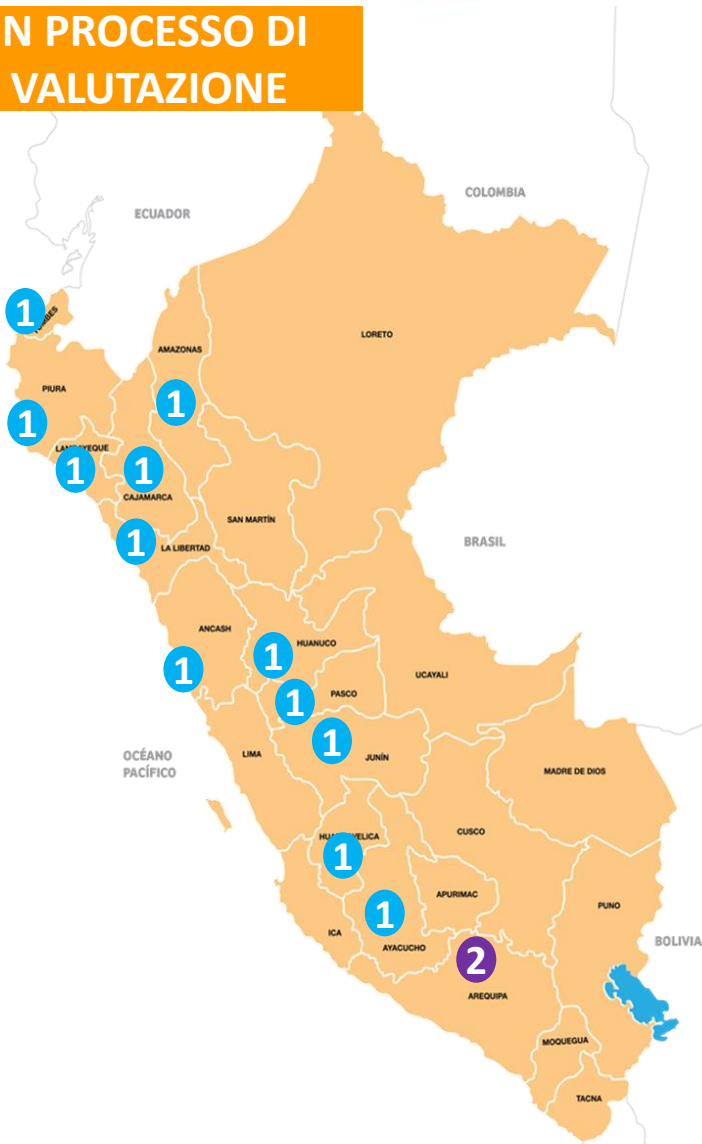 N PROCESSO DI
VALUTAZIONE
COLOMBIA
ECUADOR
1
LORETO
AMAZONAS
PIURA
1
1
1
1
CAJAMARCA
SAN MARTÍN
1
LA LIBERTAD
BRASIL
ANCASH
HUANUCO
1
1
UCAYALI
PASCO
1
1
LIMA
JUNÍN
OCÉANO
PACÍFICO
MADRE DE DIOS
CUSCO
1
APURIMAC
PUNO
1
ICA
AYACUCHO
BOLIVIA
2
AREQUIPA
MOQUEGUA
TACNA